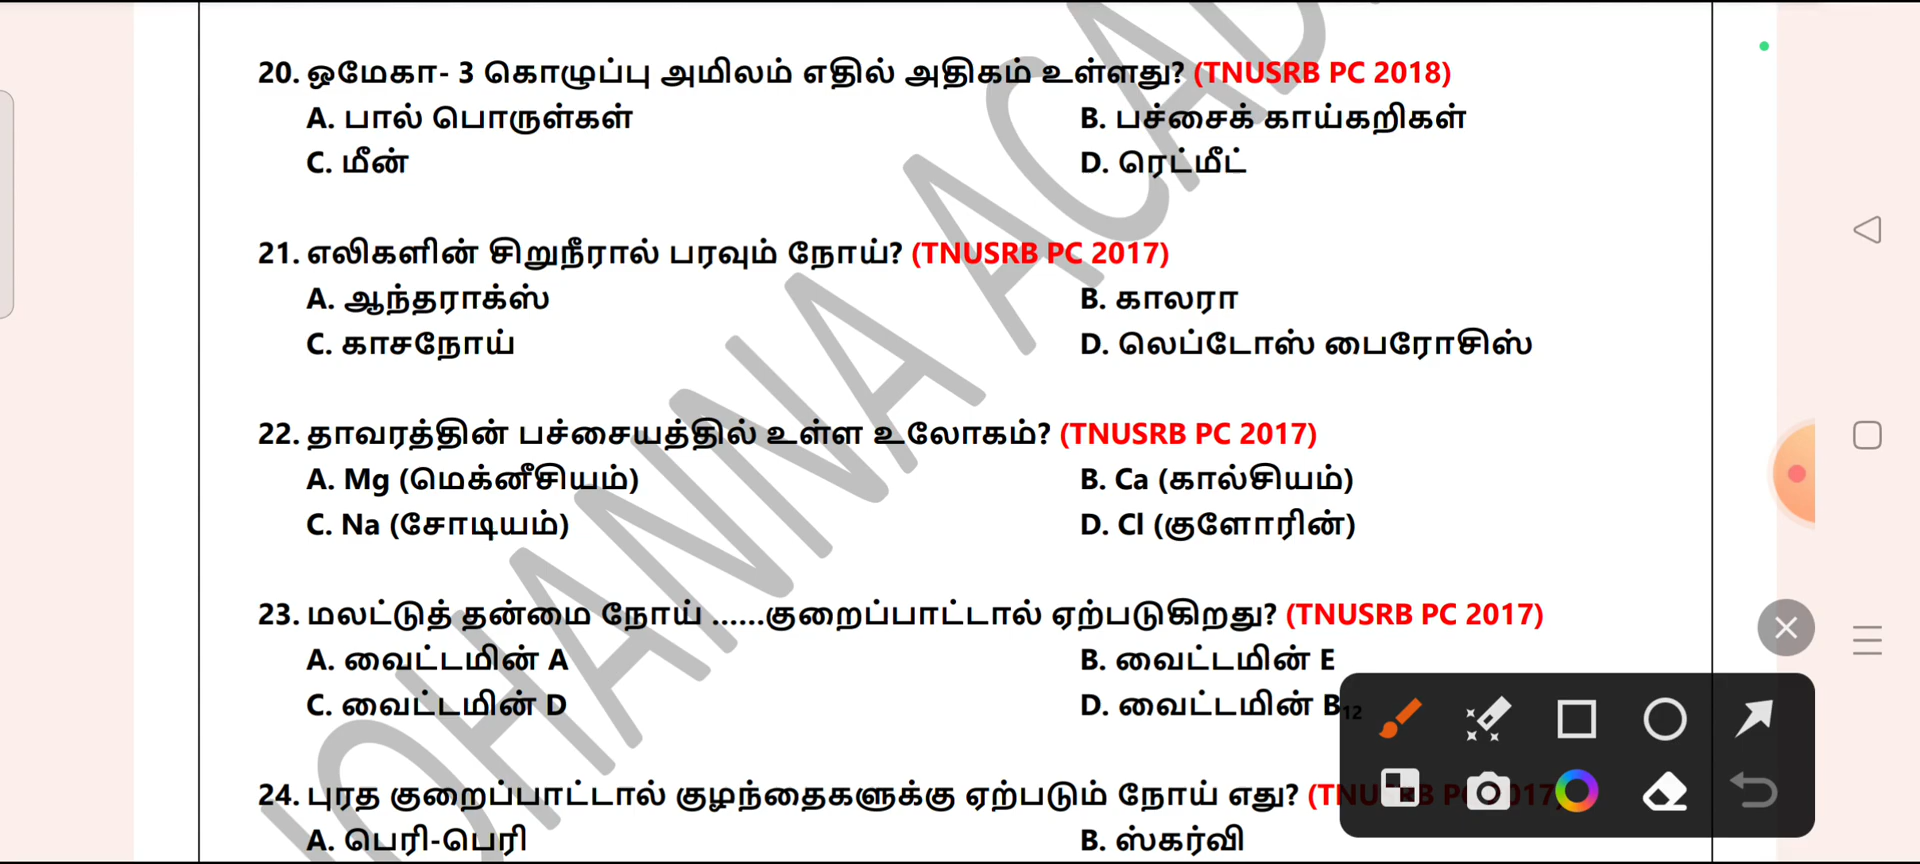 20. ஒமேகா- 3 கொழுப்பு அமிலம் எதில் அதிகம் உள்ளது? (TNUSRB PC 2018)
A. பால் பொருள்கள் B. பச்சைக் காய்கறிகள்
C. மீன் D. ரெட்மீட்
21. எலிகளின் சிறுநீரால் பரவும் நோய்? (TNUSRB PC 2017)
A. ஆந்தராக்ஸ் B. காலரா
C. காசநோய் D. லெப்டோஸ் பைரோசிஸ்
22. தாவரத்தின் பச்சையத்தில் உள்ள உலோகம்? (TNUSRB PC 2017)
A. Mg (மெக்னீசியம்) B. Ca (கால்சியம்)
C. Na (சோடியம்) D. Cl (குளோரின்)
23. மலட்டுத் தன்மை நோய் ......குறைப்பாட்டால் ஏற்படுகிறது? (TNUSRB PC 2017)
A. வைட்டமின் A B. வைட்டமின் E
C. வைட்டமின் D D. வைட்டமின் B12
24. புரத குறைப்பாட்டால் குழந்தைகளுக்கு ஏற்படும் நோய் எது?
A. பெரி-பெரி B. ஸ்கர்வி